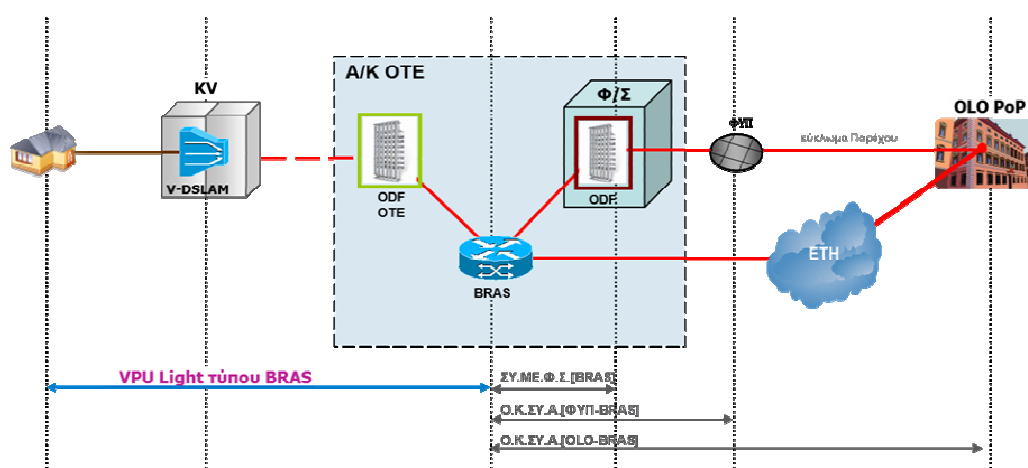 Α/Κ ΟΤΕ
KV
Φ/Σ
OLO PoP
ΦΥΠ
κύκλωμα Παρόχου
V-DSLAM
ODF
ΟΤΕ
ODF
ETH
BRAS
VPU Light τύπου BRAS
ΣΥ.ΜΕ.Φ.Σ.[BRAS]
Ο.Κ.ΣΥ.Α.[ΦΥΠ-BRAS]
Ο.Κ.ΣΥ.Α.[OLO-BRAS]